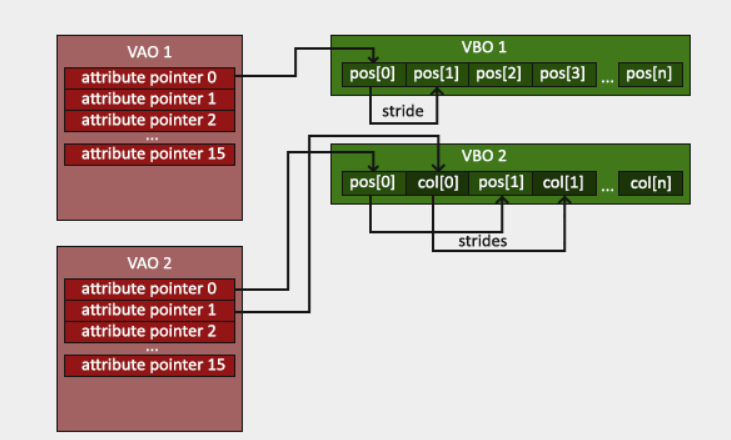 VAO 1
attribute pointer 0
attribute pointer 1
attribute pointer 2
...
attribute pointer 15
VBO 1
pos[0] pos[1] pos[2] pos[3] ... pos[n]
stride
VBO 2
pos[0] col[0] pos[1] col[1] ... col[n]
strides
VAO 2
attribute pointer 0
attribute pointer 1
attribute pointer 2
...
attribute pointer 15